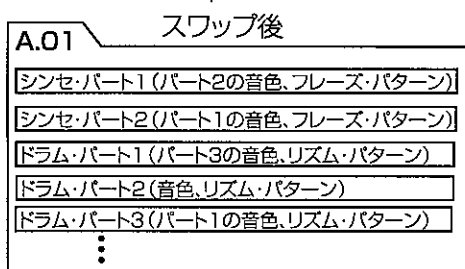 スワップ後
A.01
シンセ・パート1(パート2の音色、フレーズ・パターン)
シンセ・パート2(パート1の音色、フレーズ・パターン)
ドラム・パート1(パート3の音色、リズム・パターン)
ドラム・パート2(音色、リズム・パターン)
ドラム・パート3(パート1の音色、リズム・パターン)